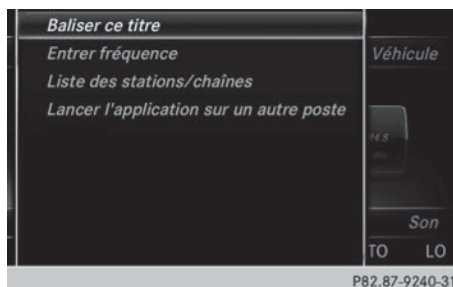 Baliser ce titre
Entrer fréquence
Véhicule
Liste des stations/chaînes
Lancer l'application sur un autre poste
Son
TO LO
P82.87-9240-31